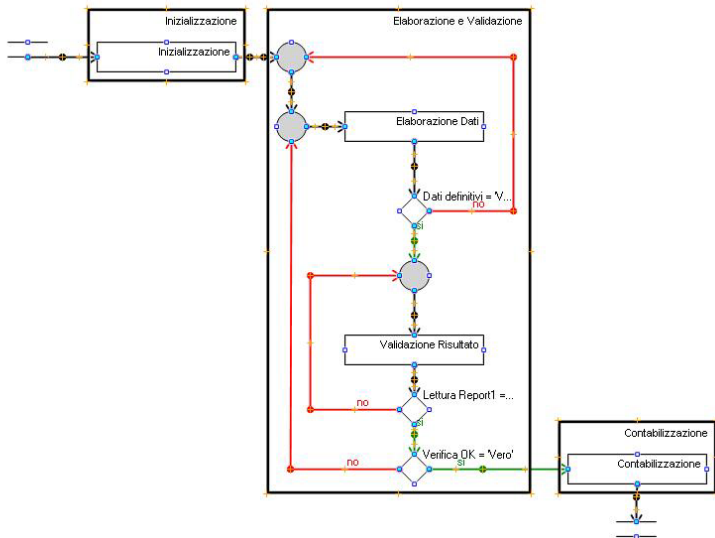 Inizializzazione
Elaborazione e Validazione
Inizializzazione
Elaborazione Dati
Dati definitivi = 'V...
no
si
Validazione Risultato
Lettura Report1 =...
no
si
Contabilizzazione
Verifica OK = 'Vero'
no
si
Contabilizzazione